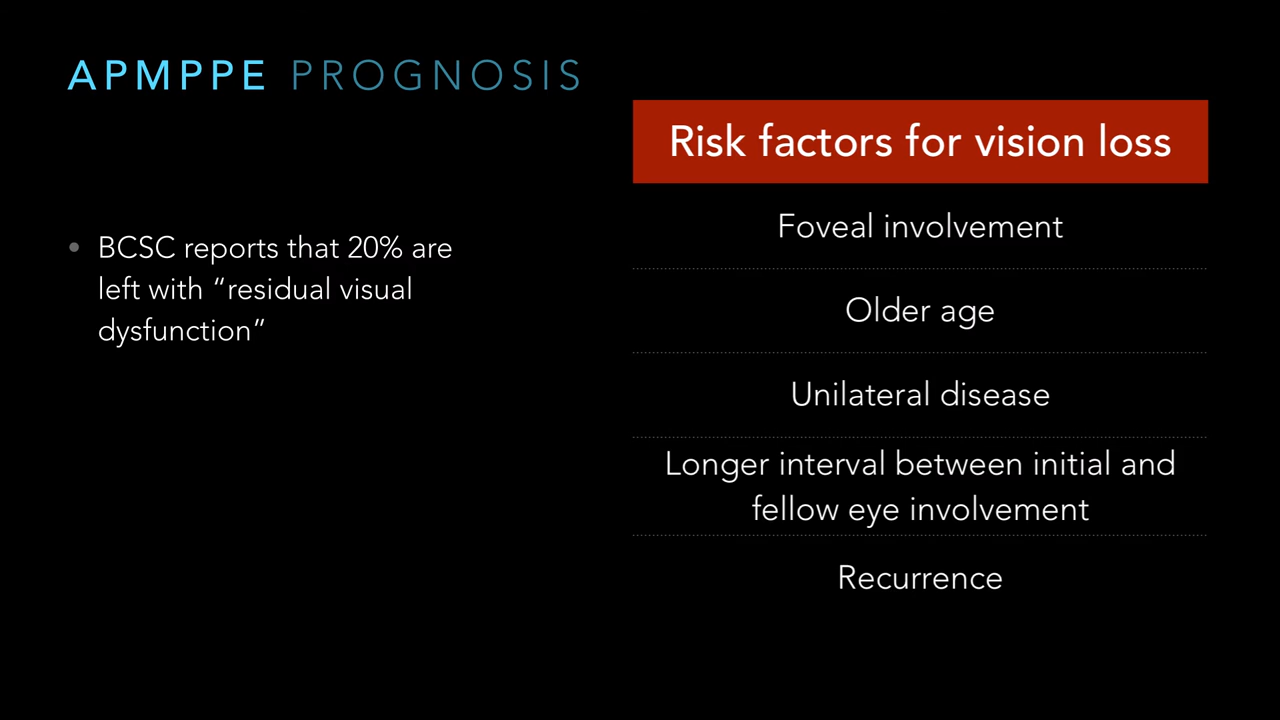 APMPPE PROGNOSIS
• BCSC reports that 20% are
left with “residual visual
dysfunction”
Risk factors for vision loss
Foveal involvement
Older age
Unilateral disease
Longer interval between initial and
fellow eye involvement
Recurrence